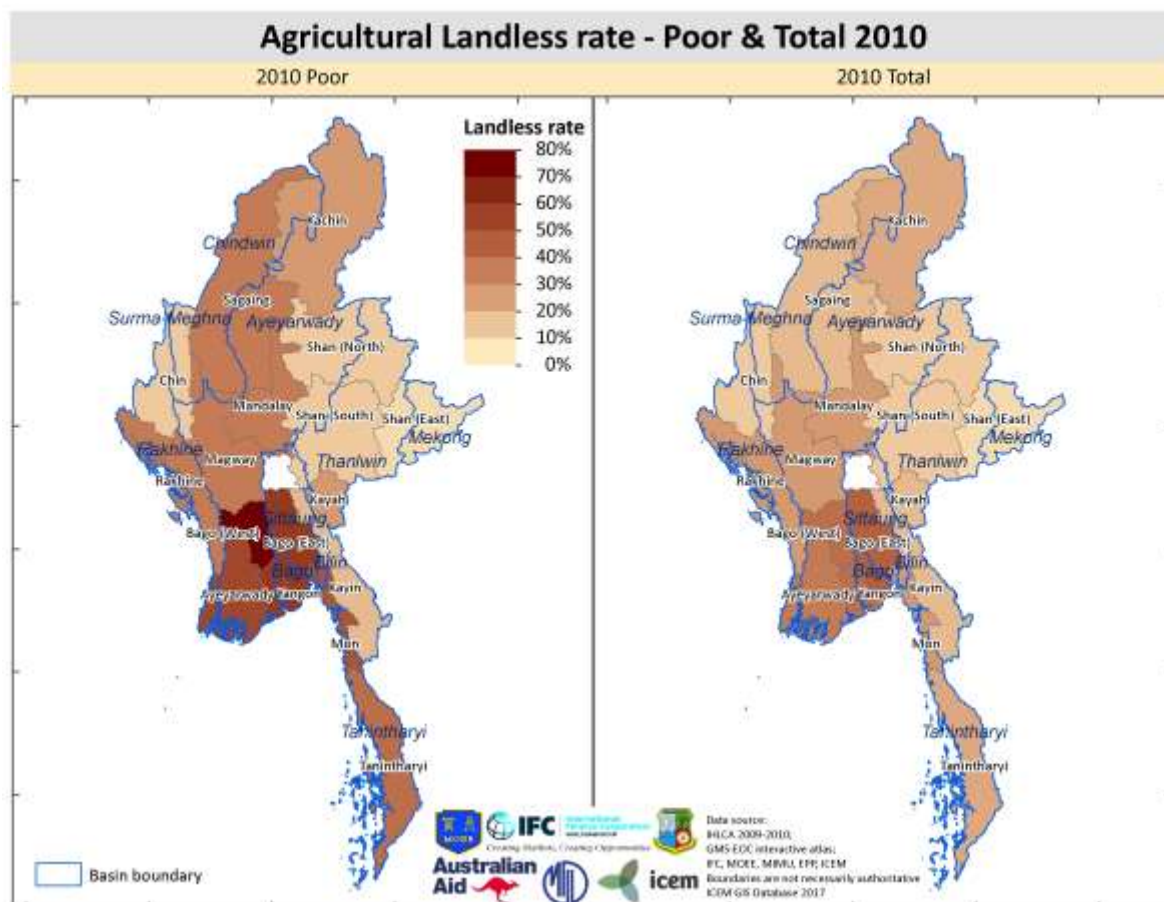 Agricultural Landless rate - Poor & Total 2010
2010 Poor
2010 Total
Landless rate
80%
70%
60%
50%
40%
30%
20%
10%
0%
Kachin
Chindwin
Sagaing
Surma Meghna
Ayeyarwady
Shan (North)
Chin
Mandalay
Shan (South)
Shan (East)
Mekong
Rakhine
Magway
Thanlwin
Rakhine
Kayah
Sittaung
Bago (West)
Bago (East)
Bilin
Bago
Ayeyarwady
Yangon
Kayin
Mon
Tanintharyi
Tanintharyi
Kachin
Chindwin
Sagaing
Surma Meghna
Ayeyarwady
Shan (North)
Chin
Mandalay
Shan (South)
Shan (East)
Mekong
Rakhine
Magway
Thanlwin
Rakhine
Kayah
Sittaung
Bago (West)
Bago (East)
Bilin
Bago
Ayeyarwady
Yangon
Kayin
Mon
Tanintharyi
Tanintharyi
Basin boundary
IFC
International
Finance Corporation
Creating Markets, Creating Opportunities
Australian
Aid
icem
Data source:
IHLCA 2009-2010;
GMS-EOC interactive atlas;
IFC, MOEE, MIMU, EPP, ICEM
Boundaries are not necessarily authoritative
ICEM GIS Database 2017